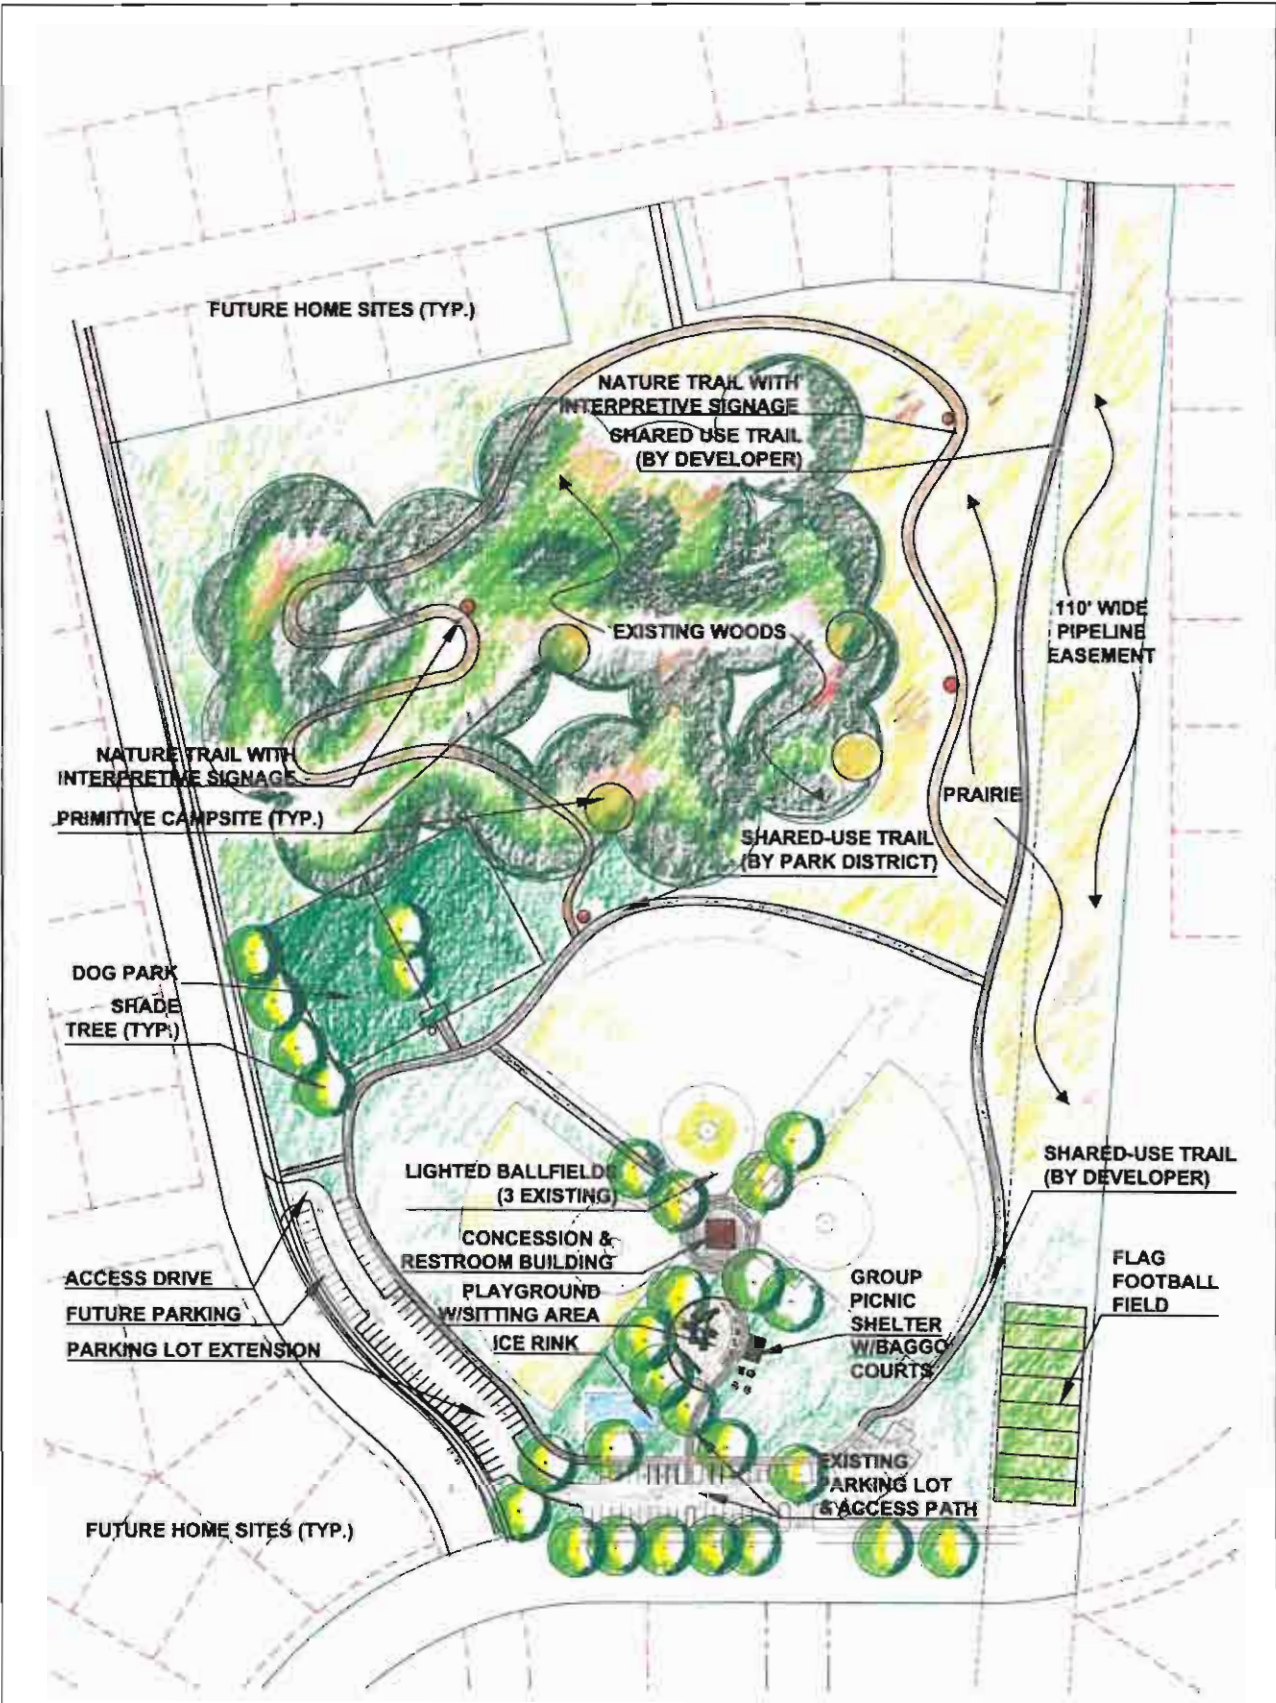 FUTURE HOME SITES (TYP.)
NATURE TRAIL WITH
INTERPRETIVE SIGNAGE
SHARED USE TRAIL
(BY DEVELOPER)
110' WIDE
PIPELINE
EASEMENT
EXISTING WOODS
NATURE TRAIL WITH
INTERPRETIVE SIGNAGE
PRIMITIVE CAMPSITE (TYP.)
PRAIRIE
SHARED-USE TRAIL
(BY PARK DISTRICT)
DOG PARK
SHADE
TREE (TYP.)
LIGHTED BALLFIELDS
(3 EXISTING)
CONCESSION &
RESTROOM BUILDING
PLAYGROUND
W/SITTING AREA
ICE RINK
SHARED-USE TRAIL
(BY DEVELOPER)
FLAG
FOOTBALL
FIELD
GROUP
PICNIC
SHELTER
W/BAGGO
COURTS
ACCESS DRIVE
FUTURE PARKING
PARKING LOT EXTENSION
EXISTING
PARKING LOT
& ACCESS PATH
FUTURE HOME SITES (TYP.)